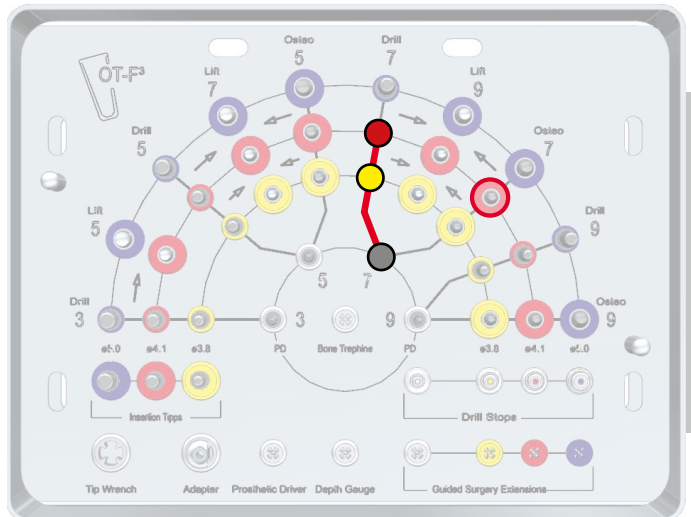 Osteo
5
Drill
7
Lift
7
Lift
9
OT-F³
Drill
5
Osteo
7
Lift
5
Drill
9
5
7
Drill
3
3
9
Osteo
9
ø5.0
ø4.1
ø3.8
PD
Bone Trephine
PD
ø3.8
ø4.1
ø5.0
Insertion Tipps
Drill Stops
Tip Wrench
Adapter
Prosthetic Driver
Depth Gauge
Guided Surgery Extensions